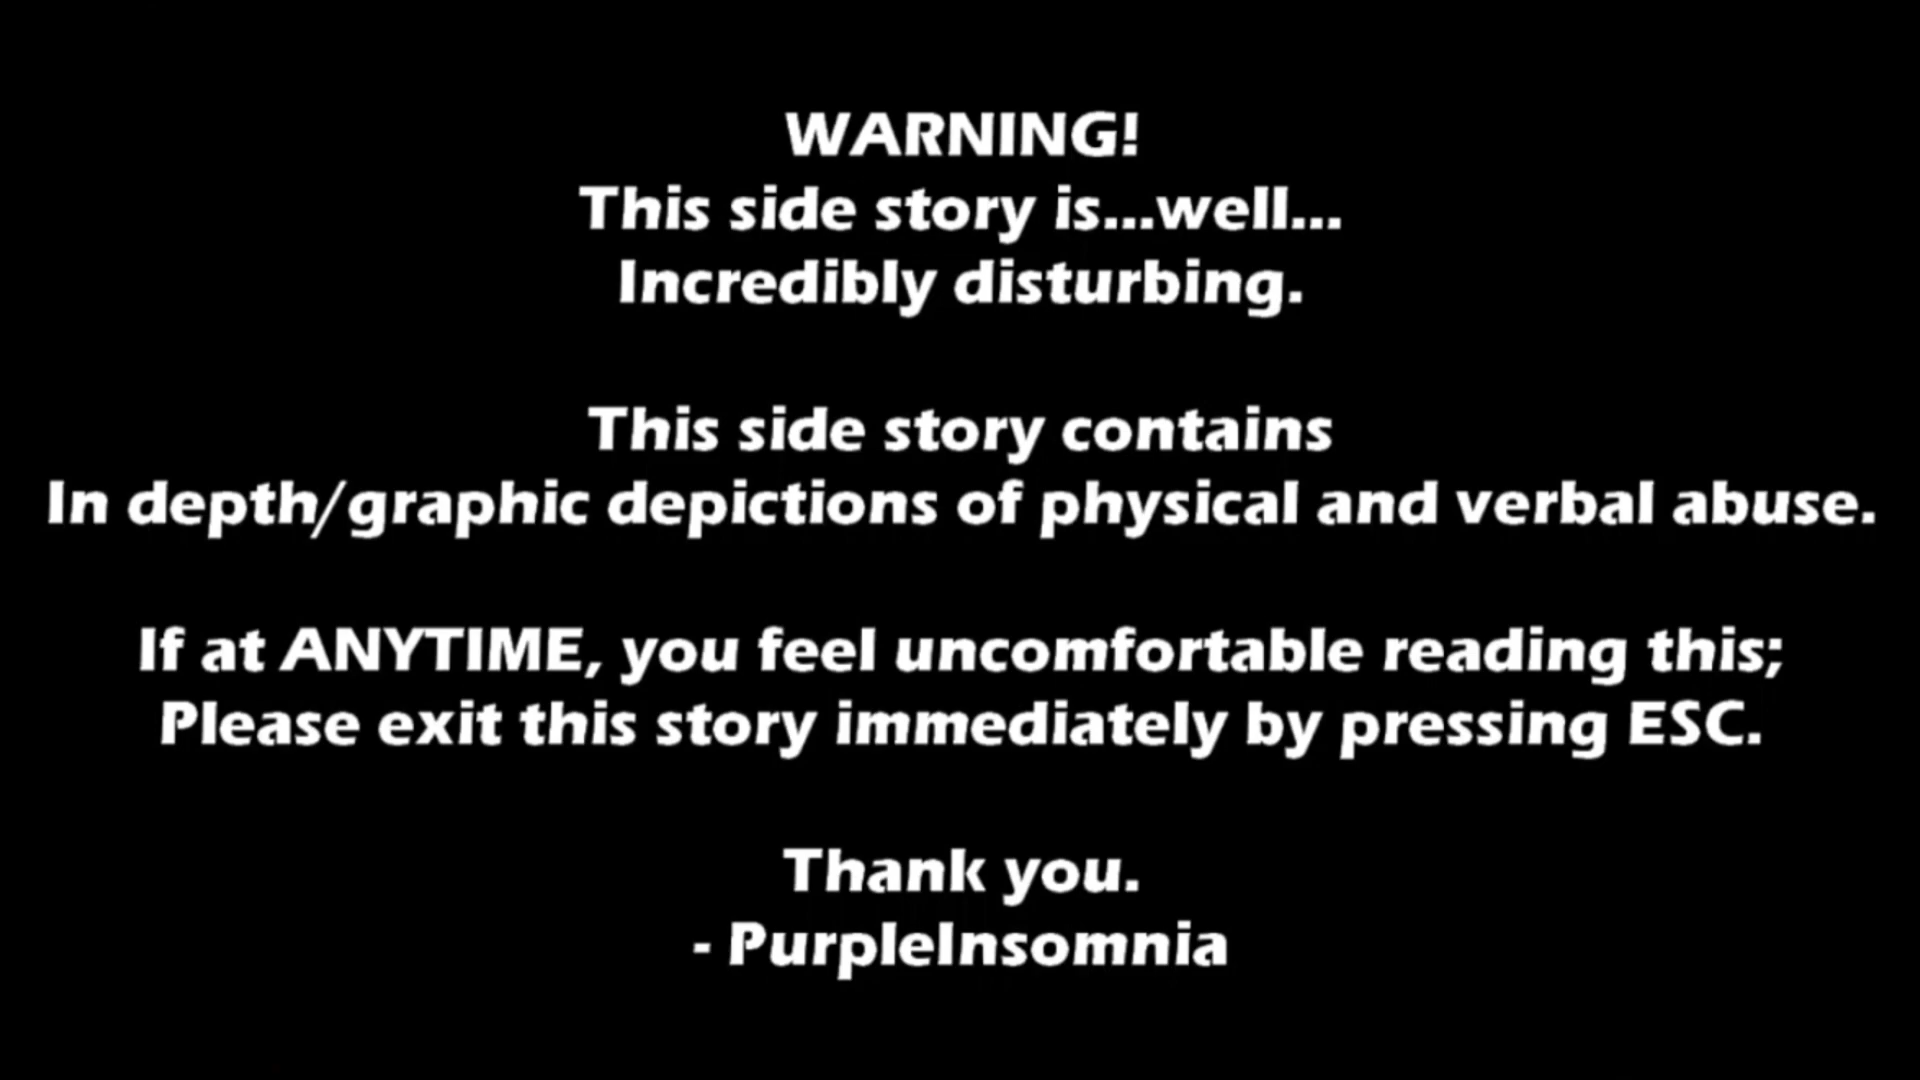 WARNING!
This side story is...well...
Incredibly disturbing.
This side story contains
In depth/graphic depictions of physical and verbal abuse.
If at ANYTIME, you feel uncomfortable reading this;
Please exit this story immediately by pressing ESC.
Thank you.
- PurpleInsomnia